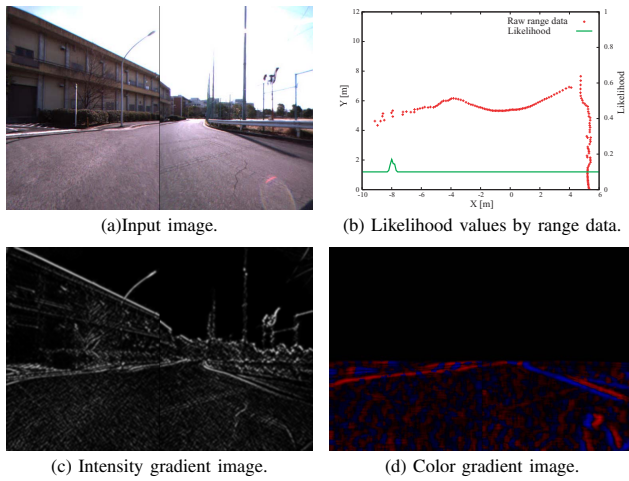 (a)Input image.
12
10
8
6
4
2
0
-10
-8
-6
-4
-2
0
2
4
6
Y [m]
X [m]
Raw range data
Likelihood
1
0.8
0.6
0.4
0.2
0
Likelihood
(b) Likelihood values by range data.
(c) Intensity gradient image.
(d) Color gradient image.